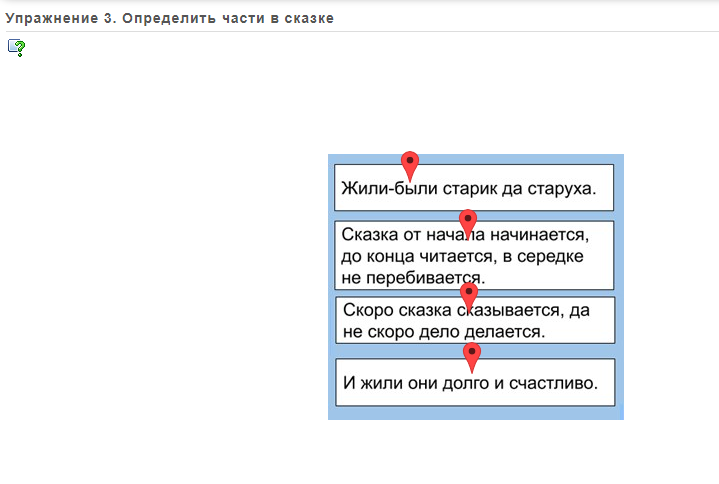 Упражнение 3. Определить части в сказке
Жили-были старик да старуха.
Сказка от начала начинается,
до конца читается, в середке
не перебивается.
Скоро сказка сказывается, да
не скоро дело делается.
И жили они долго и счастливо.